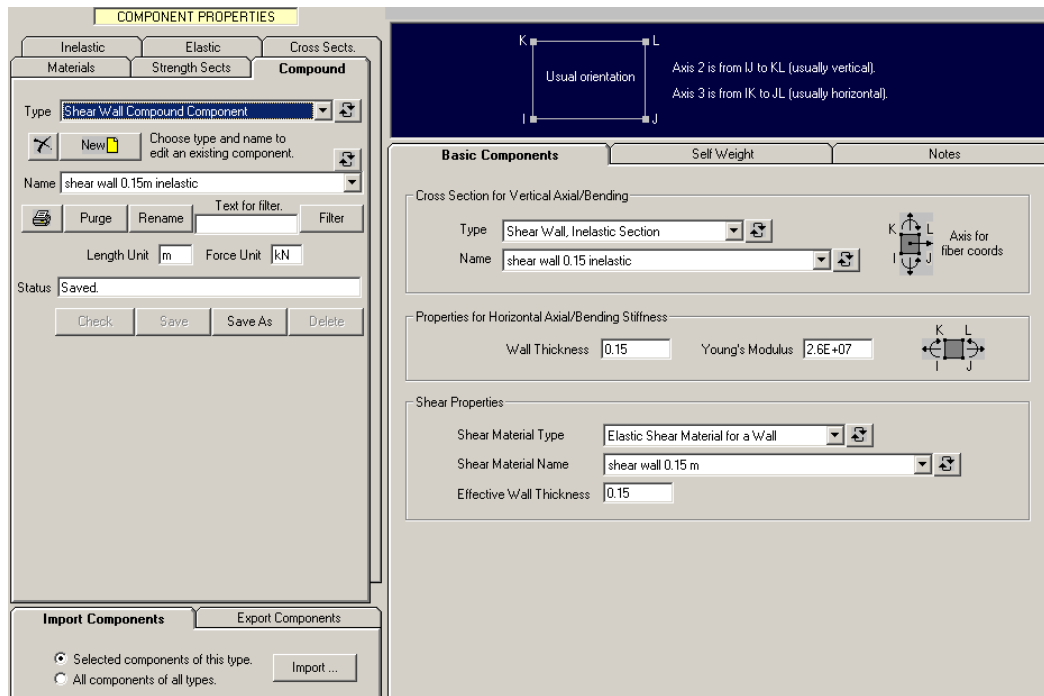 COMPONENT PROPERTIES
Inelastic Elastic Cross Sects.
Materials Strength Sects Compound
Type Shear Wall Compound Component
New Choose type and name to
edit an existing component.
Name shear wall 0.15m inelastic
Text for filter.
Purge Rename Filter
Length Unit m Force Unit kN
Status Saved.
Check Save Save As Delete
Import Components Export Components
Selected components of this type.
All components of all types.
Import ...
K L
Usual orientation
I J
Axis 2 is from IJ to KL (usually vertical).
Axis 3 is from IK to JL (usually horizontal).
Basic Components Self Weight Notes
Cross Section for Vertical Axial/Bending
Type Shear Wall, Inelastic Section
Name shear wall 0.15 inelastic
K L
I J
Axis for
fiber coords
Properties for Horizontal Axial/Bending Stiffness
Wall Thickness 0.15 Young's Modulus 2.6E+07
K L
I J
Shear Properties
Shear Material Type Elastic Shear Material for a Wall
Shear Material Name shear wall 0.15 m
Effective Wall Thickness 0.15